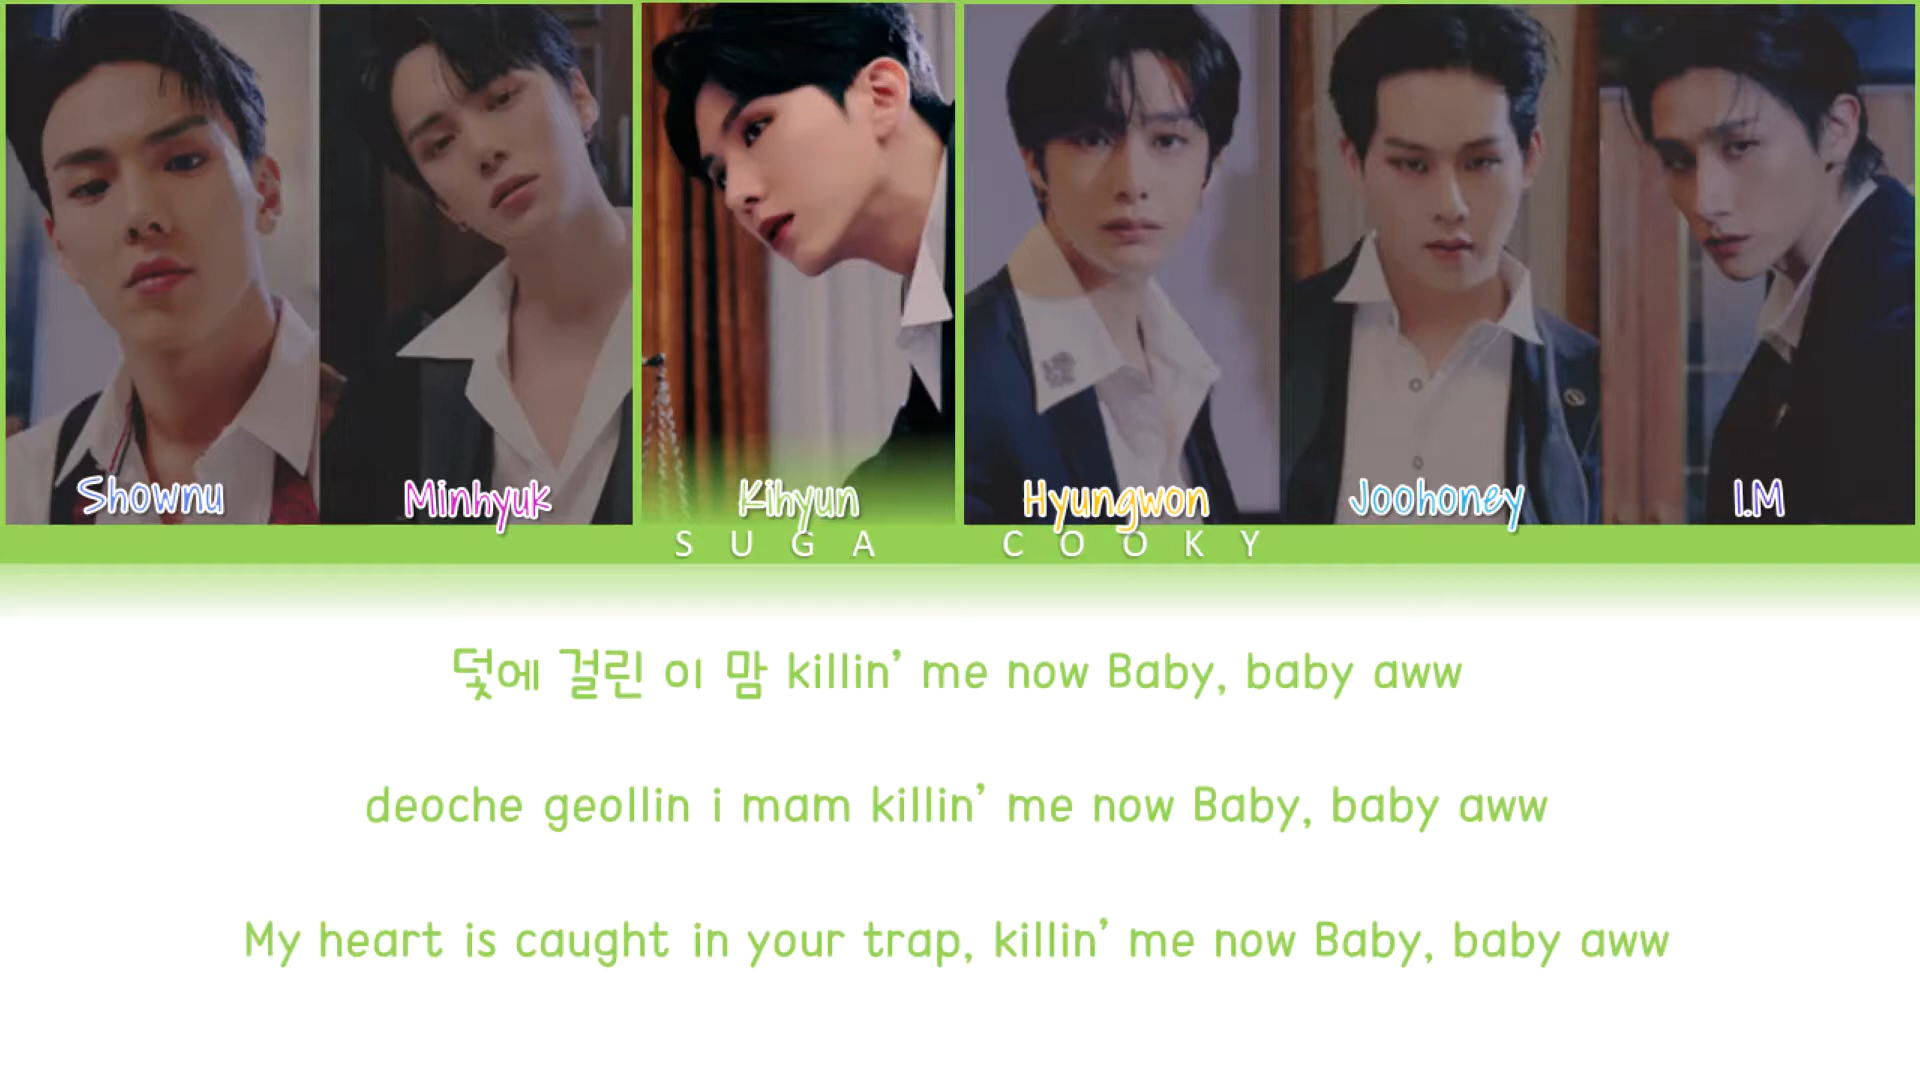 Shownu Minhyuk Kihyun Hyungwon Joohoney I.M
SUGA COOKY
덫에 걸린 이 맘 killin’ me now Baby, baby aww
deoche geollin i mam killin’ me now Baby, baby aww
My heart is caught in your trap, killin’ me now Baby, baby aww